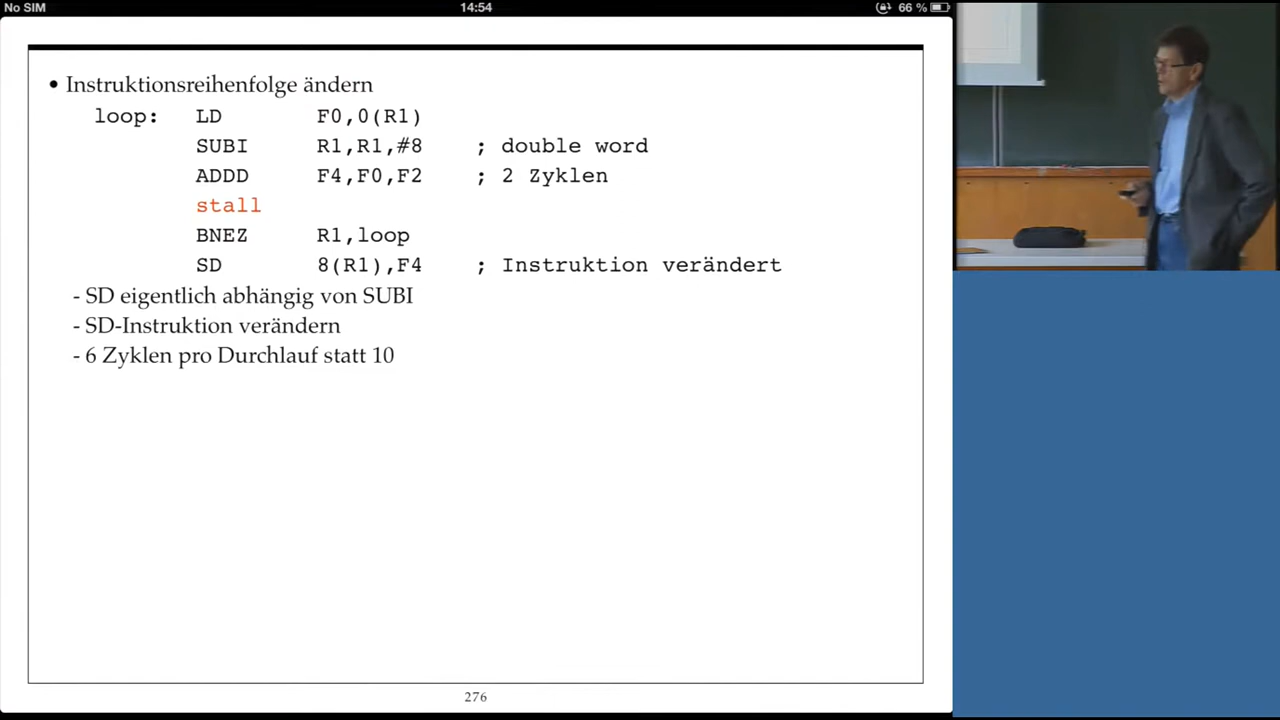 No SIM 14:54 66 %
• Instruktionsreihenfolge ändern
loop: LD F0,0(R1)
SUBI R1,R1,#8 ; double word
ADDD F4,F0,F2 ; 2 Zyklen
stall
BNEZ R1,loop
SD 8(R1),F4 ; Instruktion verändert
- SD eigentlich abhängig von SUBI
- SD-Instruktion verändern
- 6 Zyklen pro Durchlauf statt 10
276